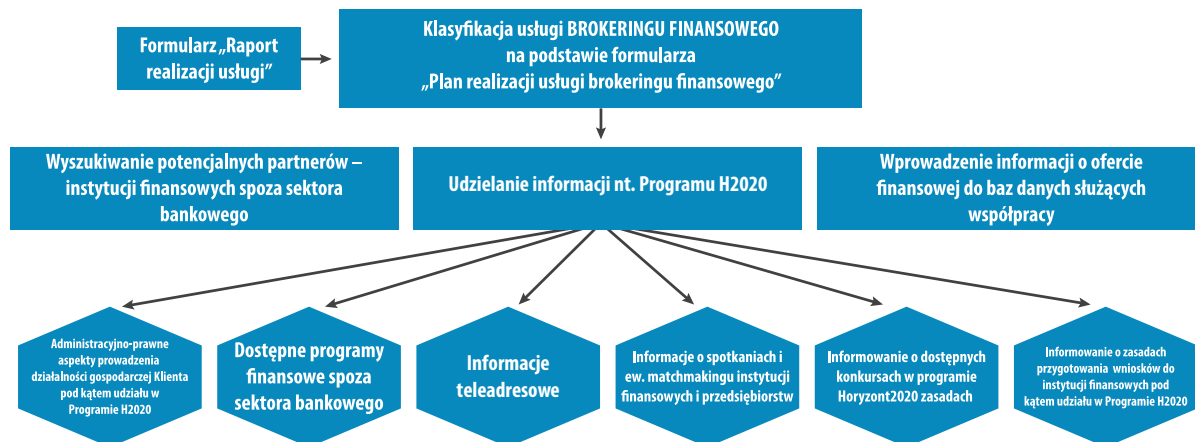 Formularz „Raport
realizacji usługi”
Klasyfikacja usługi BROKERINGU FINANSOWEGO
na podstawie formularza
„Plan realizacji usługi brokeringu finansowego”
Wyszukiwanie potencjalnych partnerów –
instytucji finansowych spoza sektora
bankowego
Udzielanie informacji nt. Programu H2020
Wprowadzenie informacji o ofercie
finansowej do baz danych służących
współpracy
Administracyjno-prawne
aspekty prowadzenia
działalności gospodarczej Klienta
pod kątem udziału w
Programie H2020
Dostępne programy
finansowe spoza
sektora bankowego
Informacje
teleadresowe
Informacje o spotkaniach i
ew. matchmakingu instytucji
finansowych i przedsiębiorstw
Informowanie o dostępnych
konkursach w programie
Horyzont2020 zasadach
Informowanie o zasadach
przygotowania wniosków do
instytucji finansowych pod
kątem udziału w Programie H2020